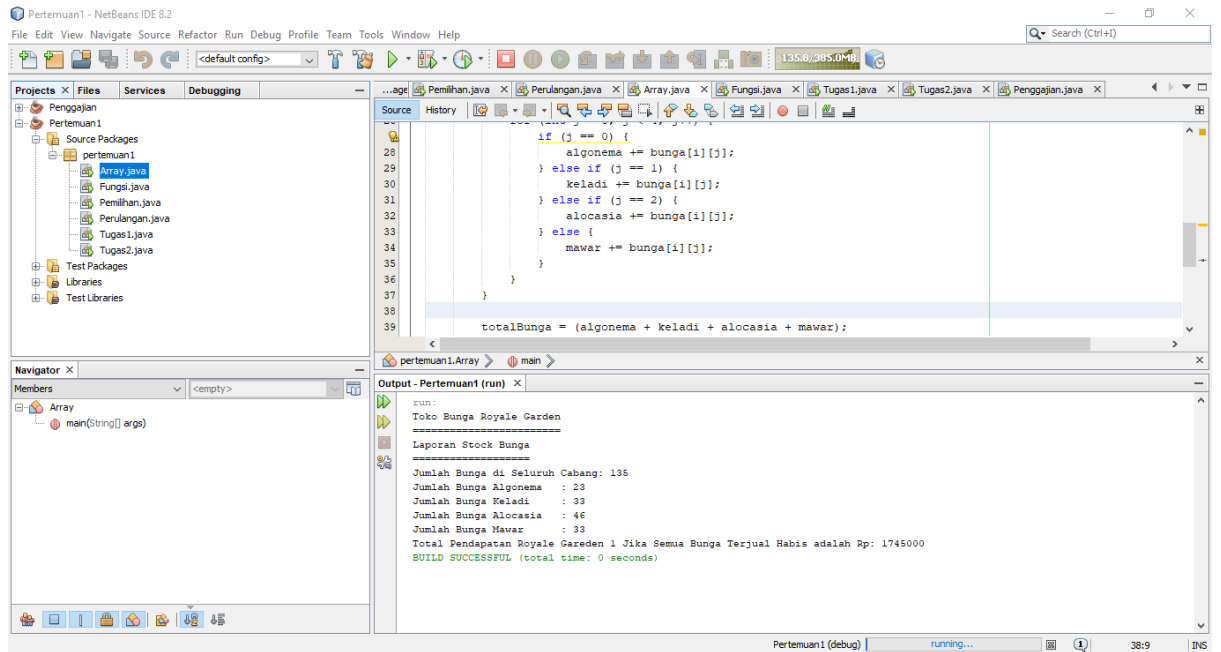 Pertemuan1 - NetBeans IDE 8.2
File Edit View Navigate Source Refactor Run Debug Profile Team Tools Window Help
Search (Ctrl+I)
<default config>
135.8/385.0MB
Projects Files Services Debugging
Penggajian
Pertemuan1
Source Packages
pertemuan1
Array.java
Fungsi.java
Pemilihan.java
Perulangan.java
Tugas1.java
Tugas2.java
Test Packages
Libraries
Test Libraries
...age Pemilihan.java Perulangan.java Array.java Fungsi.java Tugas1.java Tugas2.java Penggajian.java
Source History
if (j == 0) {
28 algonema += bunga[i][j];
29 } else if (j == 1) {
30 keladi += bunga[i][j];
31 } else if (j == 2) {
32 alocasia += bunga[i][j];
33 } else {
34 mawar += bunga[i][j];
35 }
36 }
37 }
38
39 totalBunga = (algonema + keladi + alocasia + mawar);
pertemuan1.Array main
Navigator
Members <empty>
Array
main(String[] args)
Output - Pertemuan1 (run)
run:
Toko Bunga Royale Garden
========================
Laporan Stock Bunga
===================
Jumlah Bunga di Seluruh Cabang: 135
Jumlah Bunga Algonema : 23
Jumlah Bunga Keladi : 33
Jumlah Bunga Alocasia : 46
Jumlah Bunga Mawar : 33
Total Pendapatan Royale Gareden 1 Jika Semua Bunga Terjual Habis adalah Rp: 1745000
BUILD SUCCESSFUL (total time: 0 seconds)
Pertemuan1 (debug) running... 1 38:9 INS